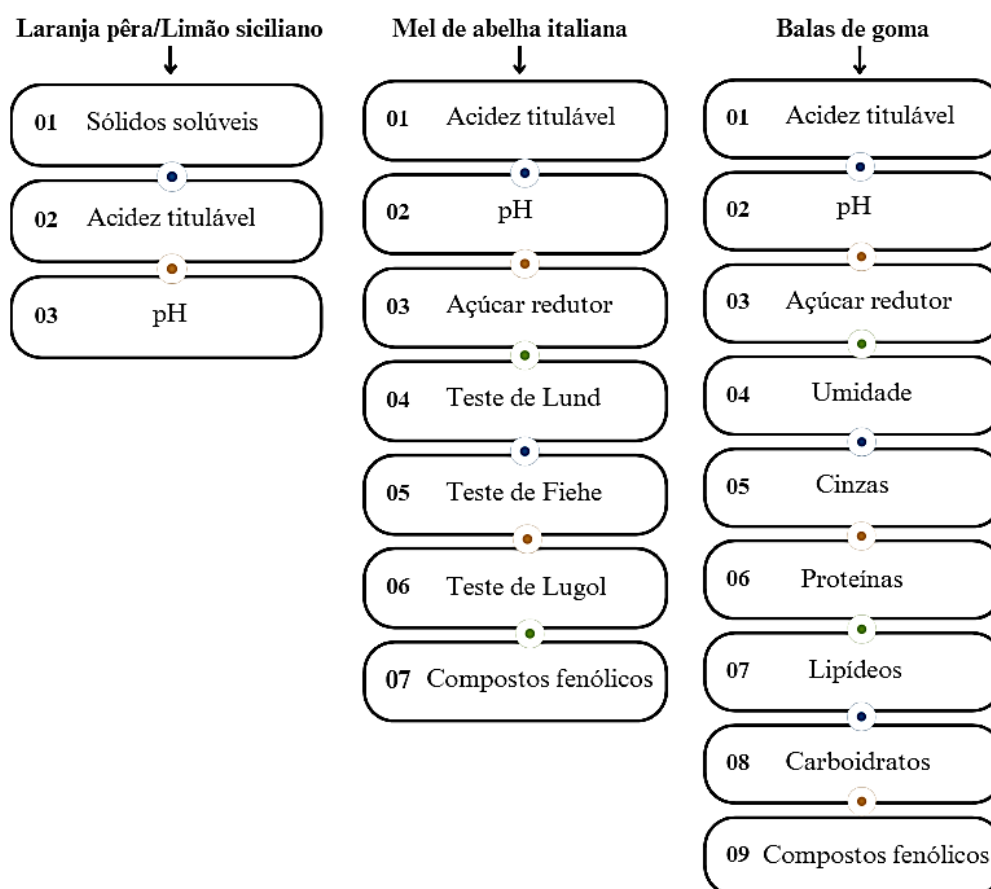 Laranja pêra/Limão siciliano
01 Sólidos solúveis
02 Acidez titulável
03 pH
Mel de abelha italiana
01 Acidez titulável
02 pH
03 Açúcar redutor
04 Teste de Lund
05 Teste de Fiehe
06 Teste de Lugol
07 Compostos fenólicos
Balas de goma
01 Acidez titulável
02 pH
03 Açúcar redutor
04 Umidade
05 Cinzas
06 Proteínas
07 Lipídeos
08 Carboidratos
09 Compostos fenólicos